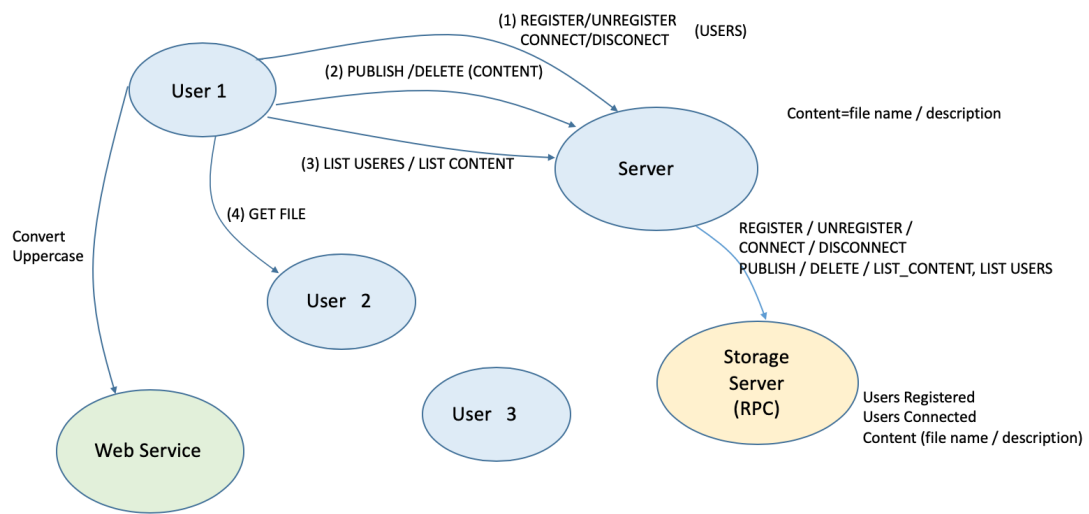 (1) REGISTER/UNREGISTER
CONNECT/DISCONECT
(USERS)
User 1
(2) PUBLISH /DELETE (CONTENT)
Content=file name / description
(3) LIST USERES / LIST CONTENT
Server
(4) GET FILE
Convert
Uppercase
REGISTER / UNREGISTER /
CONNECT / DISCONNECT
PUBLISH / DELETE / LIST_CONTENT, LIST USERS
User 2
Storage
Server
(RPC)
Users Registered
Users Connected
Content (file name / description)
User 3
Web Service